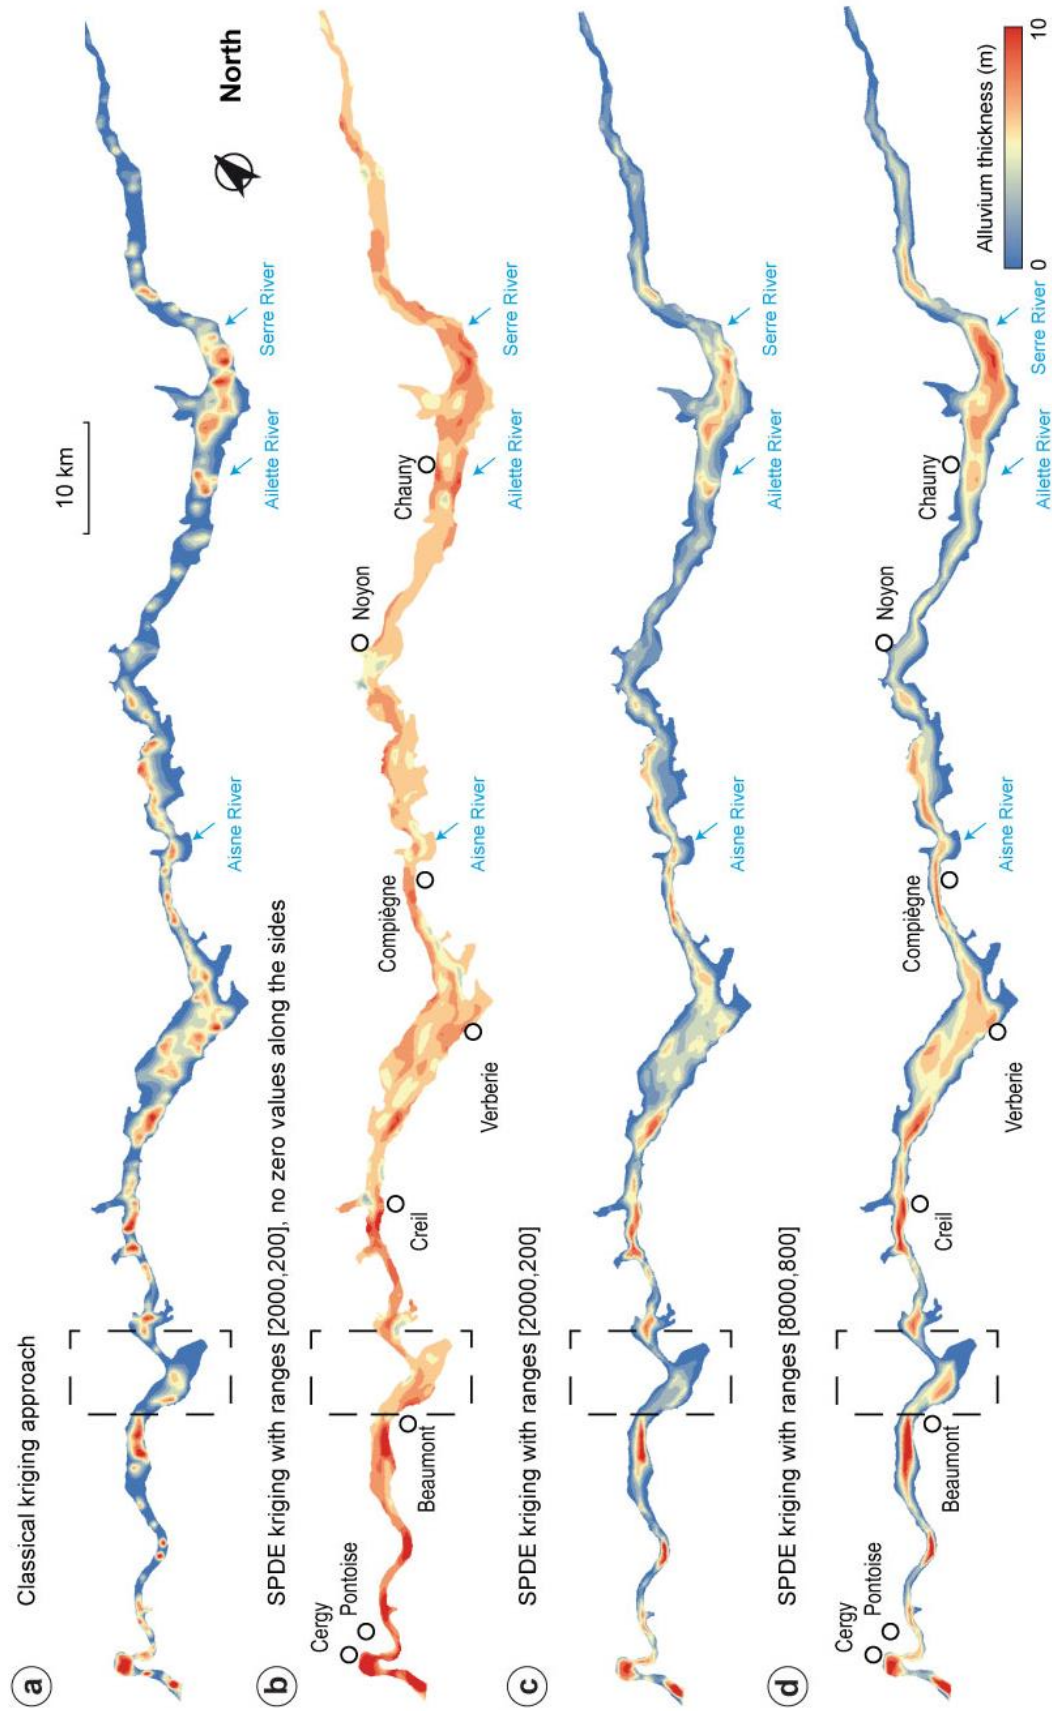 a
Classical kriging approach
10 km
North
Aisne River
Ailette River
Serre River
b
SPDE kriging with ranges [2000,200], no zero values along the sides
Cergy
Pontoise
Beaumont
Creil
Verberie
Compiègne
Aisne River
Noyon
Chauny
Ailette River
Serre River
c
SPDE kriging with ranges [2000,200]
Aisne River
Ailette River
Serre River
d
SPDE kriging with ranges [8000,800]
Cergy
Pontoise
Beaumont
Creil
Verberie
Compiègne
Aisne River
Noyon
Chauny
Ailette River
Serre River
Alluvium thickness (m)
0
10